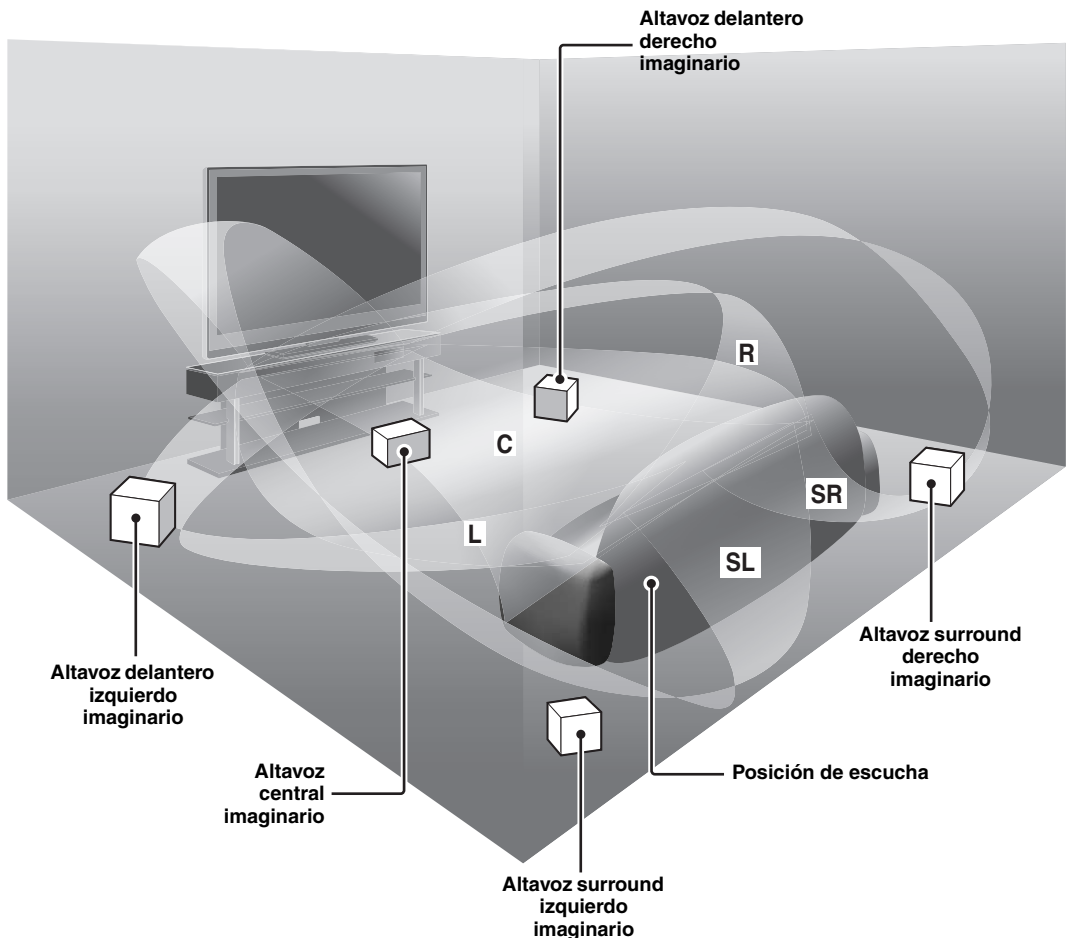 Altavoz delantero
derecho
imaginario
R
C
SR
L
SL
Altavoz surround
derecho
imaginario
Altavoz delantero
izquierdo
imaginario
Altavoz
central
imaginario
Posición de escucha
Altavoz surround
izquierdo
imaginario